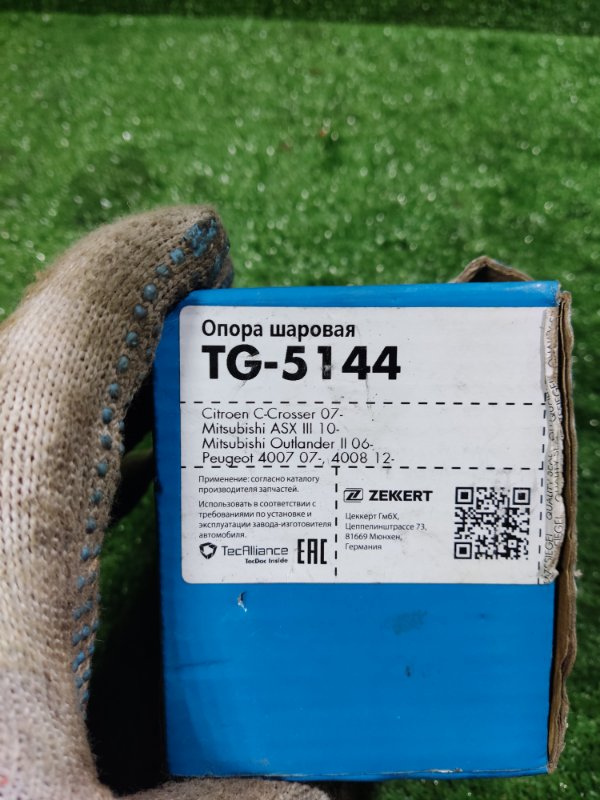 Опора шаровая
TG-5144
Citroen C-Crosser 07-
Mitsubishi ASX III 10-
Mitsubishi Outlander II 06-
Peugeot 4007 07-, 4008 12-
Применение: согласно каталогу
производителя запчастей.
Использовать в соответствии с
требованиями по установке и
эксплуатации завода-изготовителя
автомобиля.
TecAlliance
TecDoc Inside
EAC
ZEKKERT
Цеккерт ГмбХ,
Цеппелинштрассе 73,
81669 Мюнхен,
Германия